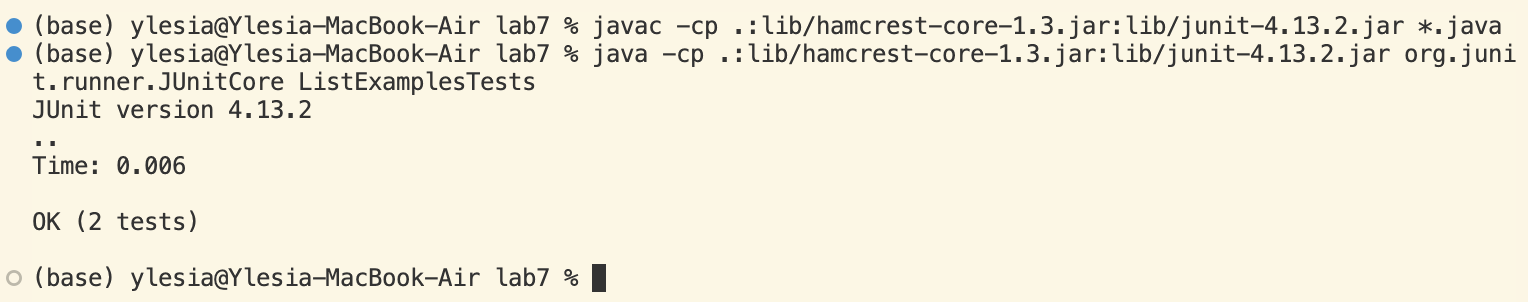 (base) ylesia@Ylesia-MacBook-Air lab7 % javac -cp .:lib/hamcrest-core-1.3.jar:lib/junit-4.13.2.jar *.java
(base) ylesia@Ylesia-MacBook-Air lab7 % java -cp .:lib/hamcrest-core-1.3.jar:lib/junit-4.13.2.jar org.juni
t.runner.JUnitCore ListExamplesTests
JUnit version 4.13.2
..
Time: 0.006
OK (2 tests)
(base) ylesia@Ylesia-MacBook-Air lab7 %